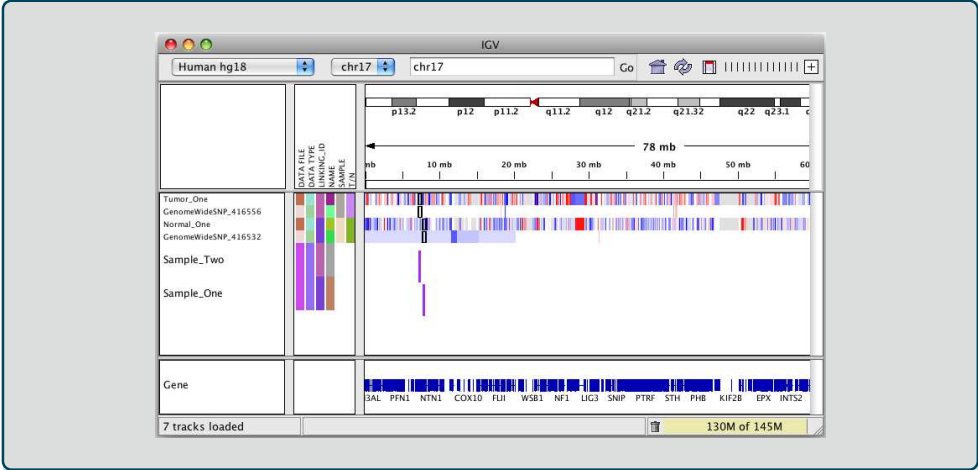 IGV
Human hg18 chr17 chr17 Go
p13.2 p12 p11.2 q11.2 q12 q21.2 q21.32 q22 q23.1
78 mb
mb 10 mb 20 mb 30 mb 40 mb 50 mb 60
DATA FILE
DATA TYPE
LINKING_ID
NAME
SAMPLE
T/N
Tumor_One
GenomeWideSNP_416556
Normal_One
GenomeWideSNP_416532
Sample_Two
Sample_One
Gene
I3AL PFN1 NTN1 COX10 FLII WSB1 NF1 LIG3 SNIP PTRF STH PHB KIF2B EPX INTS2
7 tracks loaded 130M of 145M